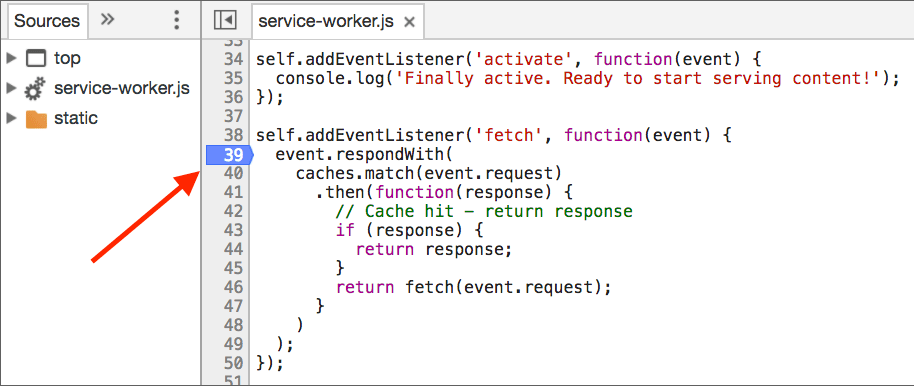 Sources »
service-worker.js ×
top
service-worker.js
static
33
34 self.addEventListener('activate', function(event) {
35   console.log('Finally active. Ready to start serving content!');
36 });
37
38 self.addEventListener('fetch', function(event) {
39   event.respondWith(
40     caches.match(event.request)
41       .then(function(response) {
42         // Cache hit - return response
43         if (response) {
44           return response;
45         }
46         return fetch(event.request);
47       }
48     )
49   );
50 });
51